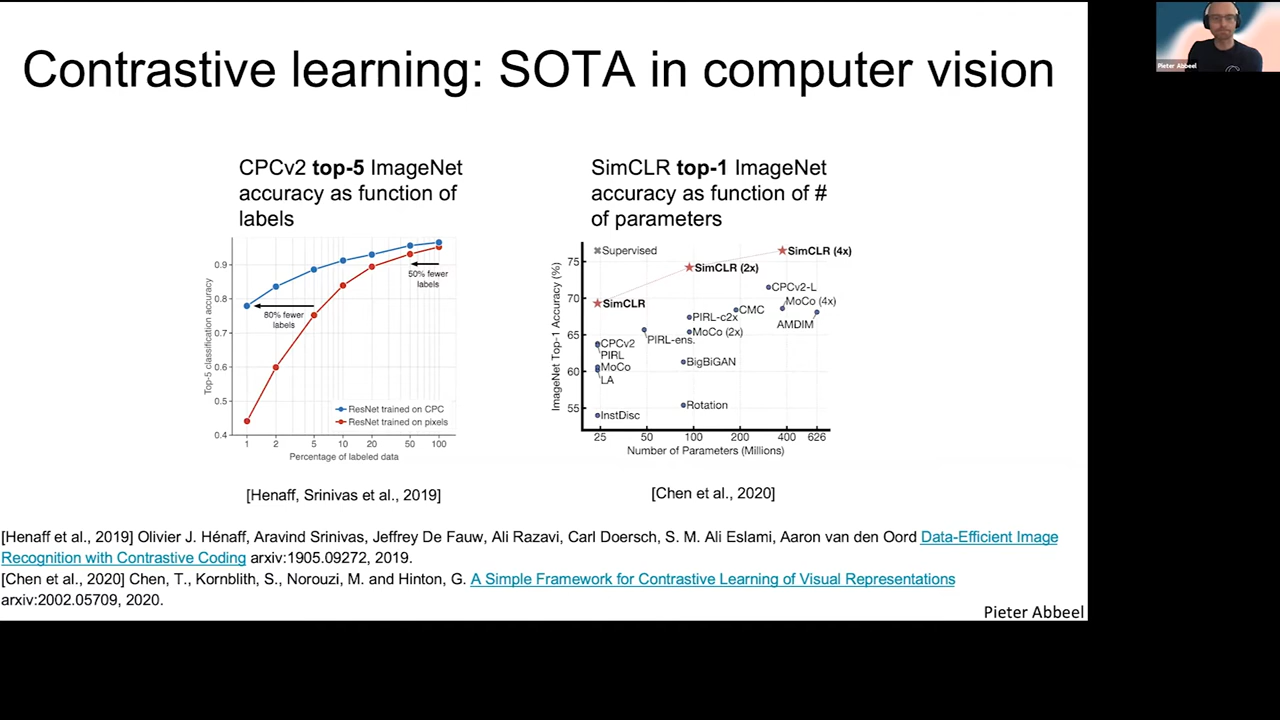 Contrastive learning: SOTA in computer vision
Pieter Abbeel
CPCv2 top-5 ImageNet
accuracy as function of
labels
0.9
0.8
0.7
0.6
0.5
0.4
Top-5 classification accuracy
50% fewer
labels
80% fewer
labels
ResNet trained on CPC
ResNet trained on pixels
1 2 5 10 20 50 100
Percentage of labeled data
[Henaff, Srinivas et al., 2019]
SimCLR top-1 ImageNet
accuracy as function of #
of parameters
ImageNet Top-1 Accuracy (%)
75
70
65
60
55
Supervised
SimCLR (4x)
SimCLR (2x)
CPCv2-L
SimCLR
MoCo (4x)
CMC
PIRL-c2x
AMDIM
MoCo (2x)
PIRL-ens.
CPCv2
PIRL
BigBiGAN
MoCo
LA
Rotation
InstDisc
25 50 100 200 400 626
Number of Parameters (Millions)
[Chen et al., 2020]
[Henaff et al., 2019] Olivier J. Hénaff, Aravind Srinivas, Jeffrey De Fauw, Ali Razavi, Carl Doersch, S. M. Ali Eslami, Aaron van den Oord Data-Efficient Image
Recognition with Contrastive Coding arxiv:1905.09272, 2019.
[Chen et al., 2020] Chen, T., Kornblith, S., Norouzi, M. and Hinton, G. A Simple Framework for Contrastive Learning of Visual Representations
arxiv:2002.05709, 2020.
Pieter Abbeel